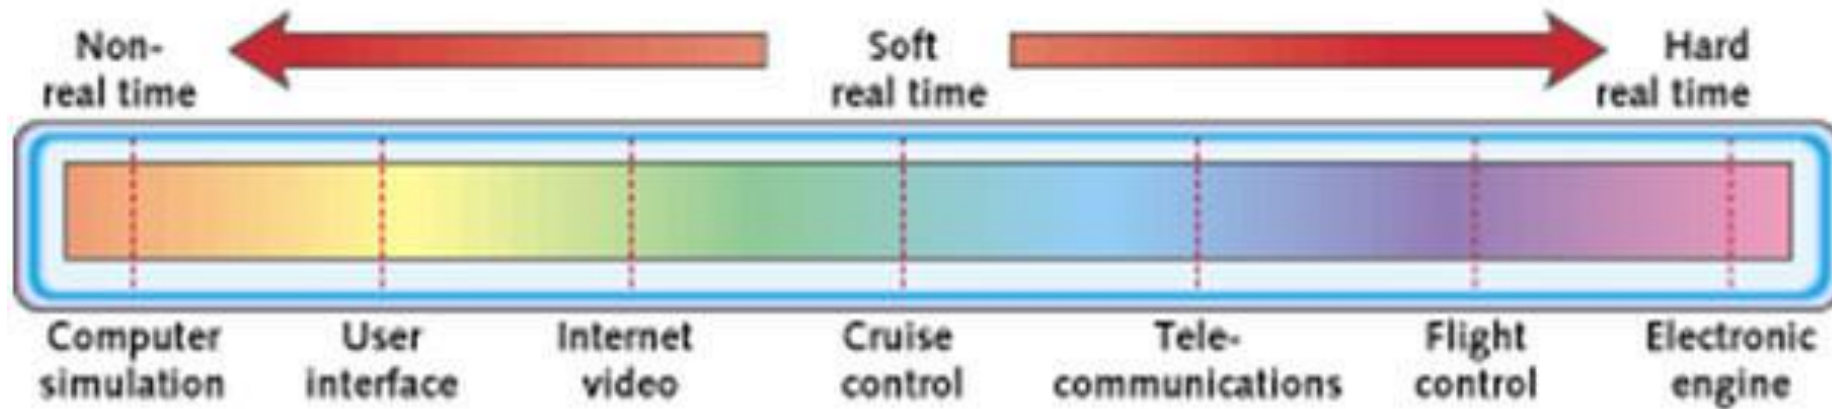 Non-
real time
Soft
real time
Hard
real time
Computer
simulation
User
interface
Internet
video
Cruise
control
Tele-
communications
Flight
control
Electronic
engine